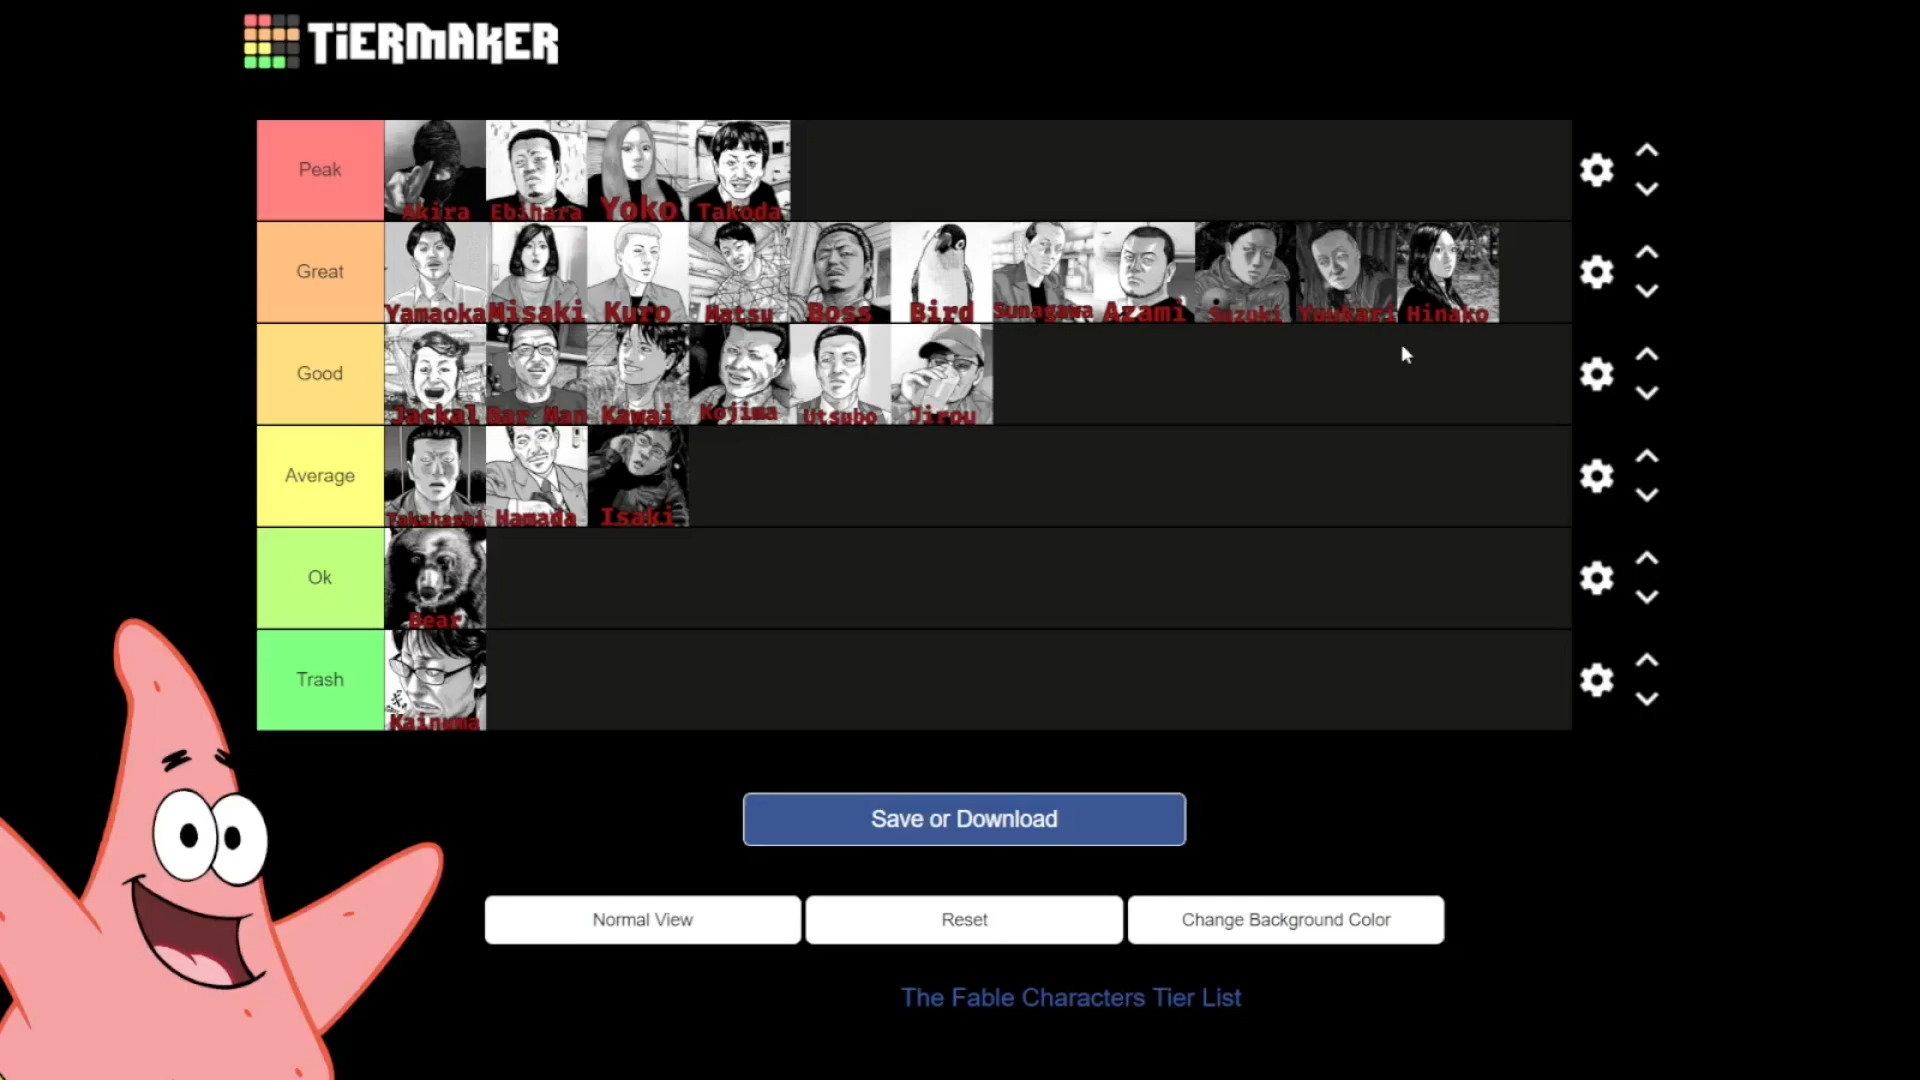 TiERMAKER
Peak
Akira Ebihara Yoko Takoda
Great
Yamaoka Misaki Kuro Matsu Boss Bird Sunagawa Azami Suzuki Yuukari Hinako
Good
Jackal Bar Man Kawai Kojima Utsubo Jirou
Average
Takahashi Hamada Isaki
Ok
Bear
Trash
Kainuma
Save or Download
Normal View
Reset
Change Background Color
The Fable Characters Tier List